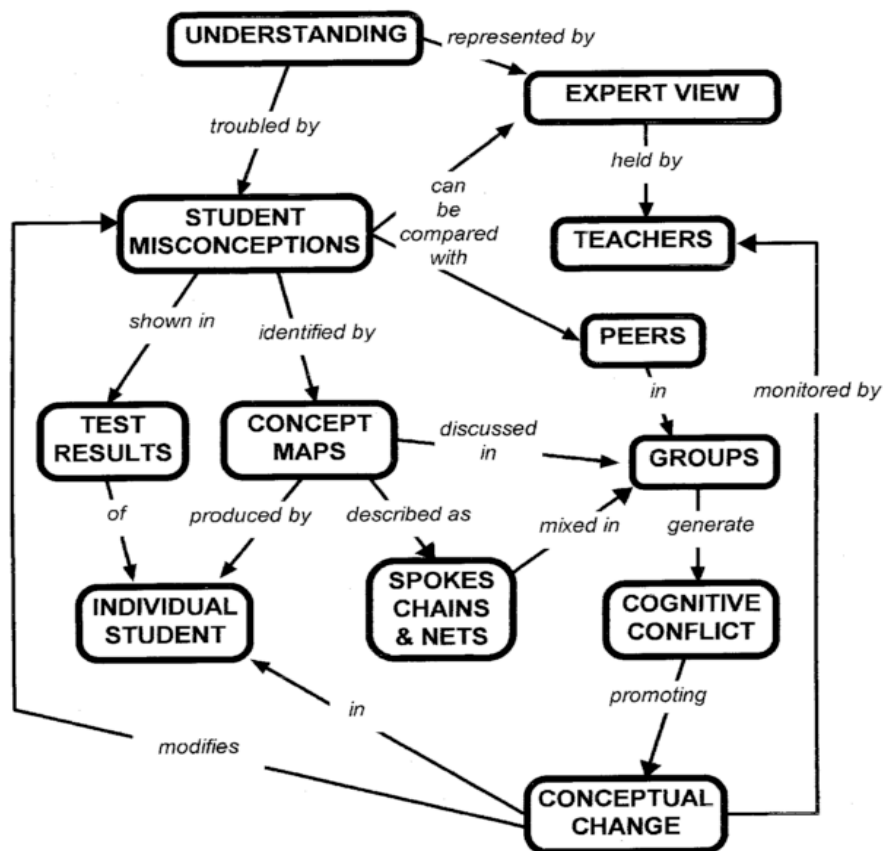 UNDERSTANDING
represented by
EXPERT VIEW
troubled by
held by
can
be
compared
with
STUDENT
MISCONCEPTIONS
TEACHERS
shown in
identified by
PEERS
in
monitored by
TEST
RESULTS
CONCEPT
MAPS
discussed
in
GROUPS
of
produced by
described as
mixed in
generate
INDIVIDUAL
STUDENT
SPOKES
CHAINS
& NETS
COGNITIVE
CONFLICT
promoting
in
modifies
CONCEPTUAL
CHANGE